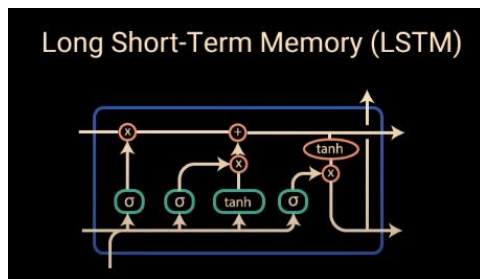 Long Short-Term Memory (LSTM)
x
+
tanh
x
x
σ
σ
tanh
σ